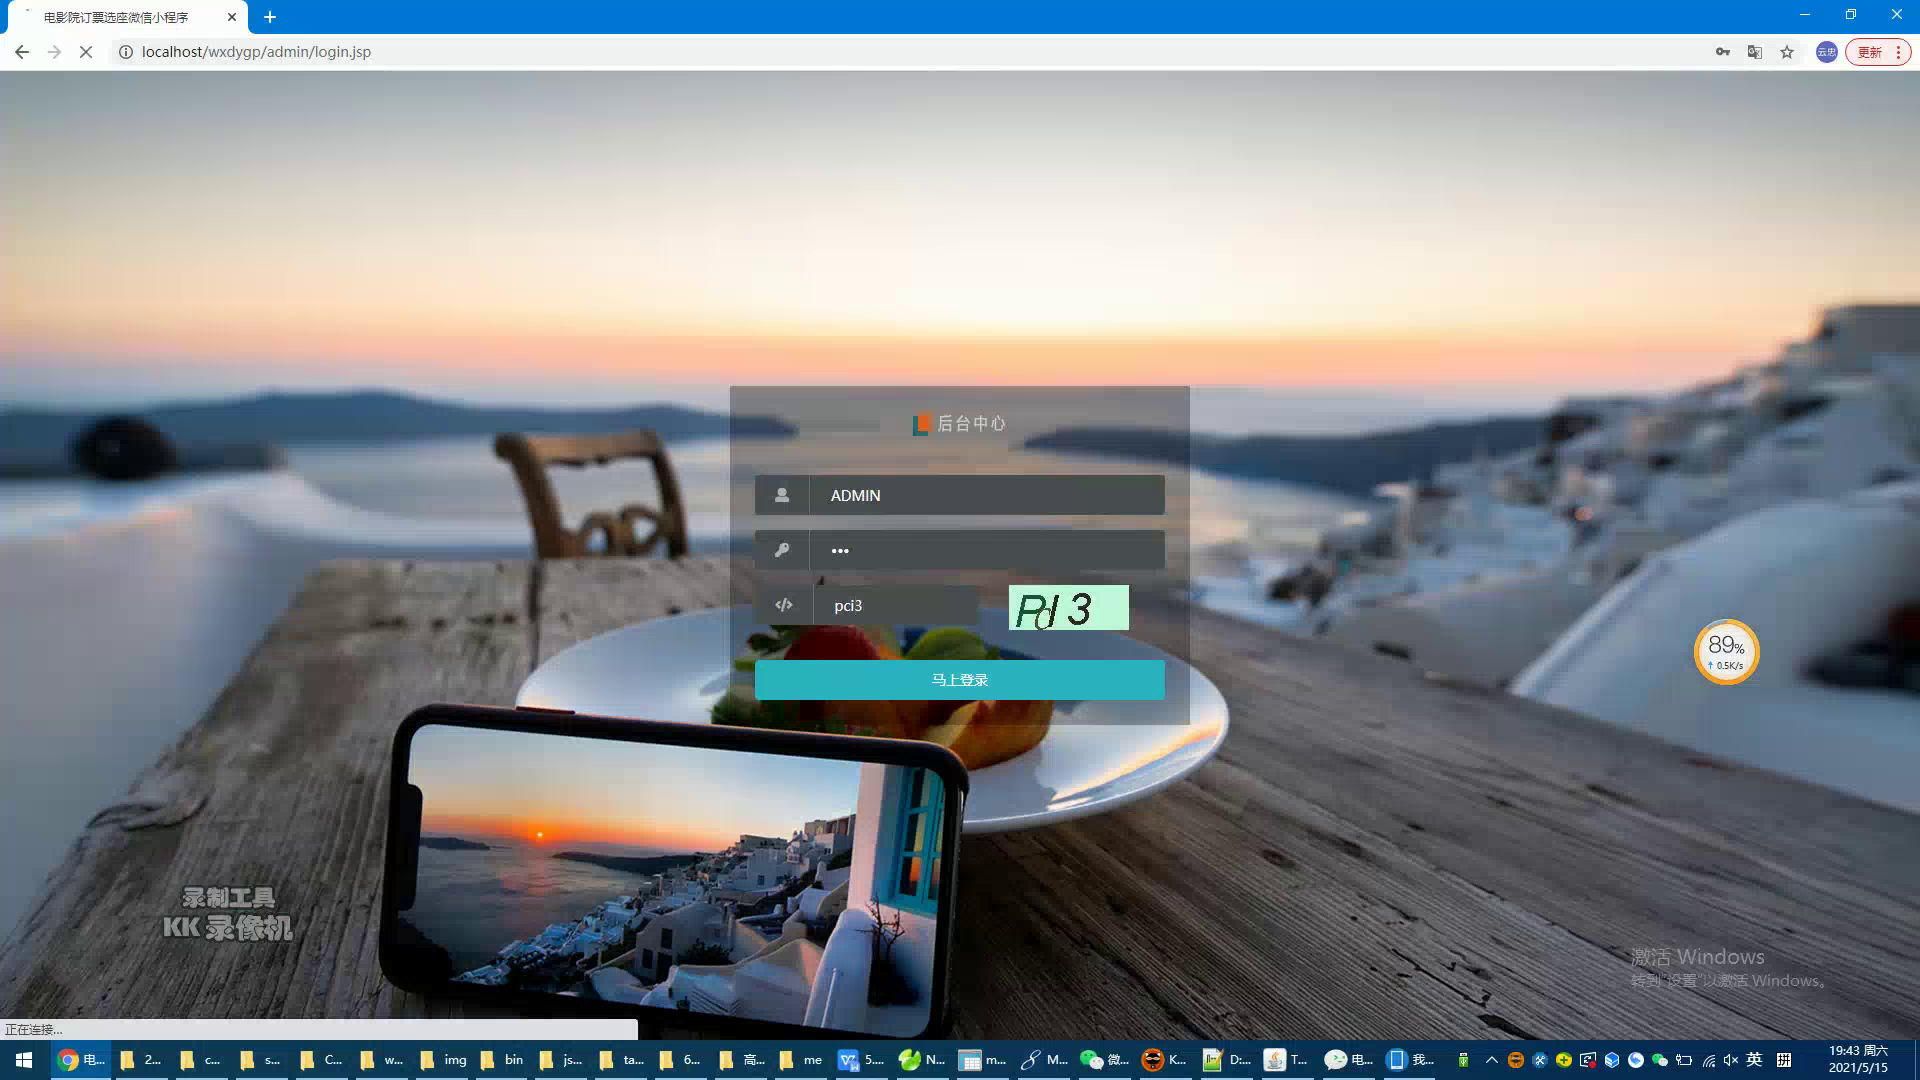 电影院订票选座微信小程序
localhost/wxdygp/admin/login.jsp
云忠
更新
后台中心
ADMIN
•••
pci3
PcI3
马上登录
89%
0.5K/s
录制工具
KK 录像机
激活 Windows
转到"设置"以激活 Windows。
正在连接...
电... 2... c... s... C... w... img bin js... ta... 6... 高... me 5... N... m... M... 微... K... D:... T... 电... 我... 英 拼
19:43 周六
2021/5/15